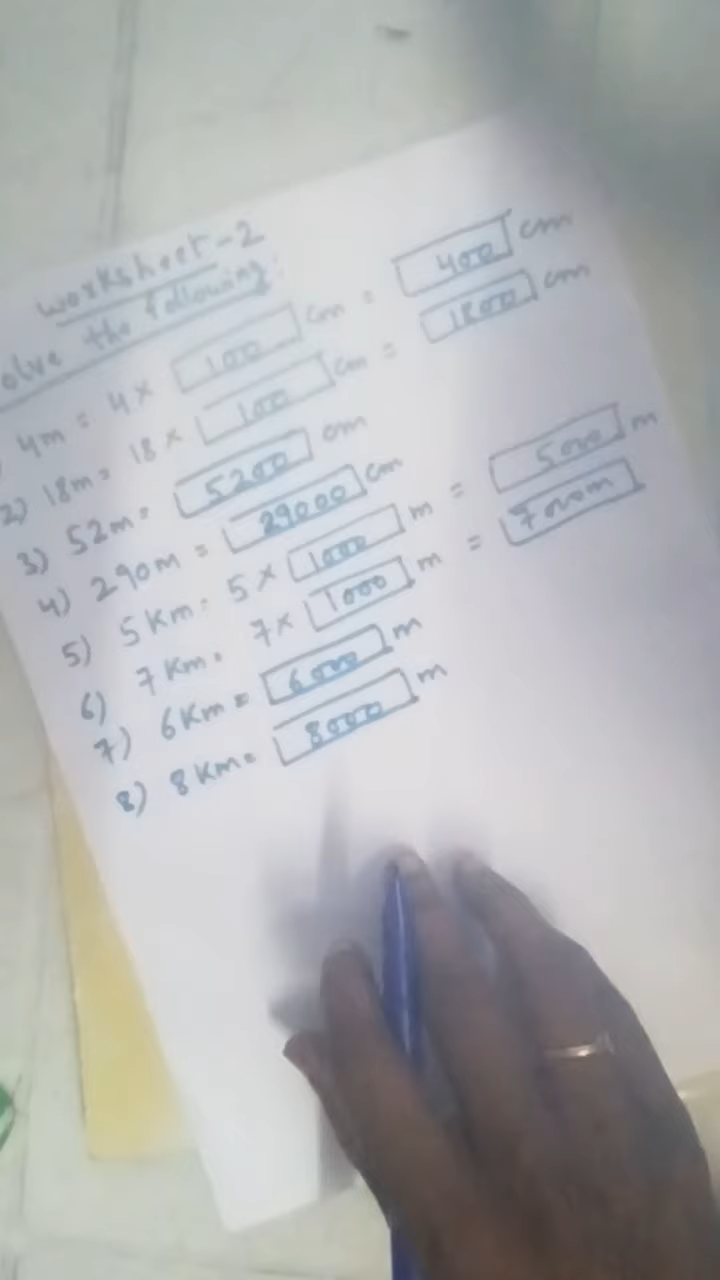 Worksheet-2
olve the following:
4m = 4 × 100 cm = 400 cm
2) 18m = 18 × 100 cm = 1800 cm
3) 52m = 5200 cm
4) 290m = 29000 cm
5) 5 Km = 5 × 1000 m = 5000 m
6) 7 Km = 7 × 1000 m = 7000m
7) 6 Km = 6000 m
8) 8 Km = 8000 m